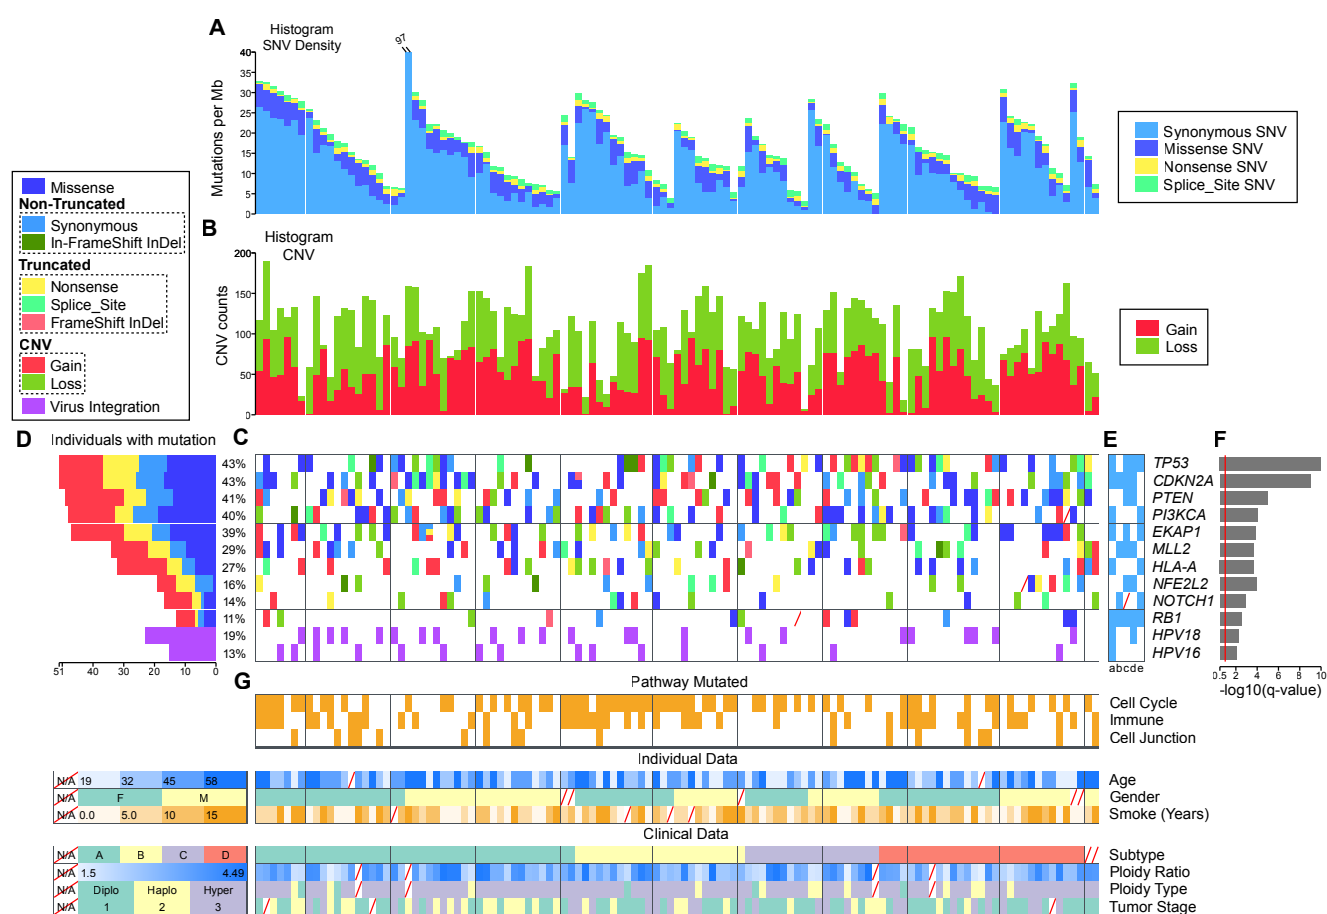 A
Histogram
SNV Density
97
Mutations per Mb
40
35
30
25
20
15
10
5
0
Synonymous SNV
Missense SNV
Nonsense SNV
Splice_Site SNV
Missense
Non-Truncated
Synonymous
In-FrameShift InDel
Truncated
Nonsense
Splice_Site
FrameShift InDel
CNV
Gain
Loss
Virus Integration
B
Histogram
CNV
CNV counts
200
150
100
50
0
Gain
Loss
D
Individuals with mutation
C
E
F
43%
43%
41%
40%
39%
29%
27%
16%
14%
11%
19%
13%
51 40 30 20 10 0
TP53
CDKN2A
PTEN
PI3KCA
EKAP1
MLL2
HLA-A
NFE2L2
NOTCH1
RB1
HPV18
HPV16
abcde
0.5 2 4 6 8 10
-log10(q-value)
G
Pathway Mutated
Cell Cycle
Immune
Cell Junction
Individual Data
N/A 19 32 45 58
Age
N/A F M
Gender
N/A 0.0 5.0 10 15
Smoke (Years)
Clinical Data
N/A A B C D
Subtype
N/A 1.5 4.49
Ploidy Ratio
N/A Diplo Haplo Hyper
Ploidy Type
N/A 1 2 3
Tumor Stage